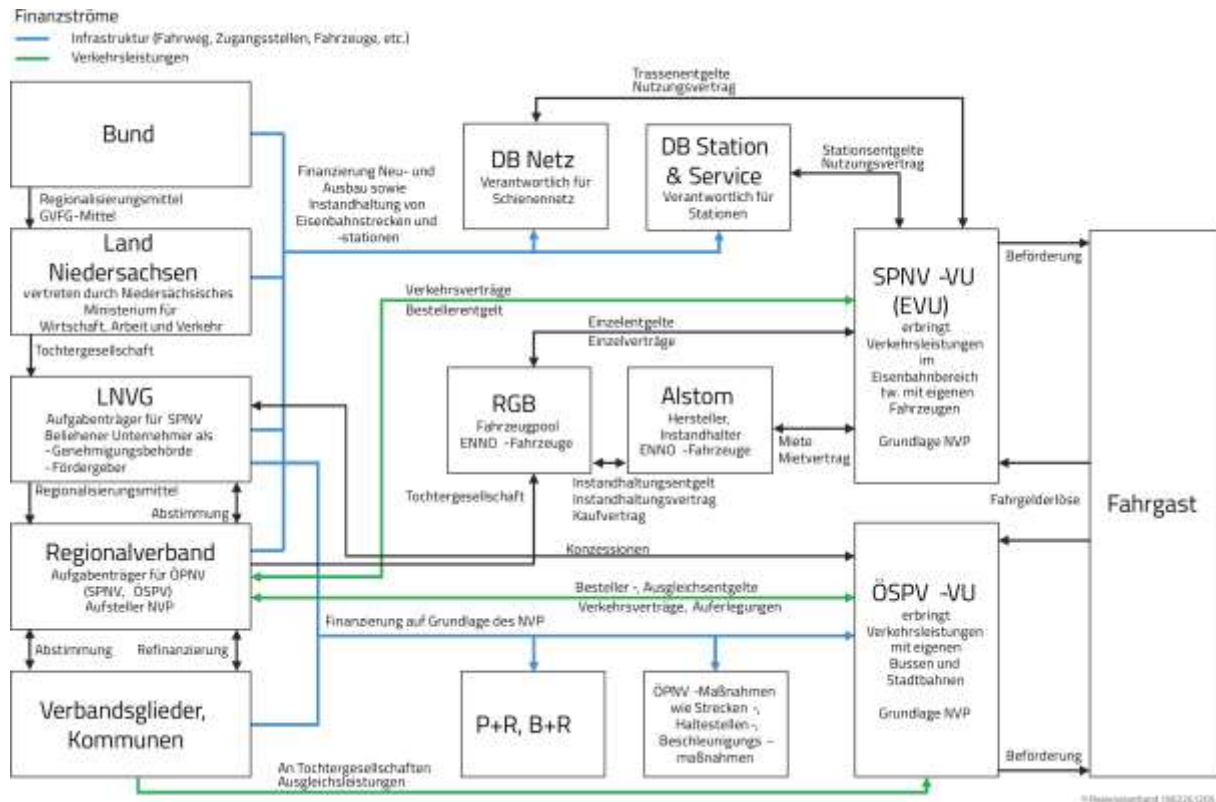 Finanzströme
Infrastruktur (Fahrweg, Zugangsstellen, Fahrzeuge, etc.)
Verkehrsleistungen
Trassenentgelte
Nutzungsvertrag
Bund
DB Netz
Verantwortlich für
Schienennetz
DB Station
& Service
Verantwortlich für
Stationen
Stationsentgelte
Nutzungsvertrag
Finanzierung Neu- und
Ausbau sowie
Instandhaltung von
Eisenbahnstrecken und
-stationen
Regionalisierungsmittel
GVFG-Mittel
Land
Niedersachsen
vertreten durch Niedersächsisches
Ministerium für
Wirtschaft, Arbeit und Verkehr
Beförderung
SPNV -VU
(EVU)
erbringt
Verkehrsleistungen
im
Eisenbahnbereich
tw. mit eigenen
Fahrzeugen
Grundlage NVP
Verkehrsverträge
Bestellerentgelt
Einzelentgelte
Einzelverträge
Tochtergesellschaft
LNVG
Aufgabenträger für SPNV
Beliehener Unternehmer als
- Genehmigungsbehörde
- Fördergeber
RGB
Fahrzeugpool
ENNO -Fahrzeuge
Alstom
Hersteller,
Instandhalter
ENNO -Fahrzeuge
Miete
Mietvertrag
Regionalisierungsmittel
Abstimmung
Tochtergesellschaft
Instandhaltungsentgelt
Instandhaltungsvertrag
Kaufvertrag
Fahrgelderlöse
Fahrgast
Regionalverband
Aufgabenträger für ÖPNV
(SPNV, ÖSPV)
Aufsteller NVP
Konzessionen
Besteller -, Ausgleichsentgelte
Verkehrsverträge, Auferlegungen
ÖSPV -VU
erbringt
Verkehrsleistungen
mit eigenen
Bussen und
Stadtbahnen
Grundlage NVP
Finanzierung auf Grundlage des NVP
Abstimmung
Refinanzierung
Verbandsglieder,
Kommunen
P+R, B+R
ÖPNV -Maßnahmen
wie Strecken -,
Haltestellen -,
Beschleunigungs –
maßnahmen
Beförderung
An Tochtergesellschaften
Ausgleichsleistungen